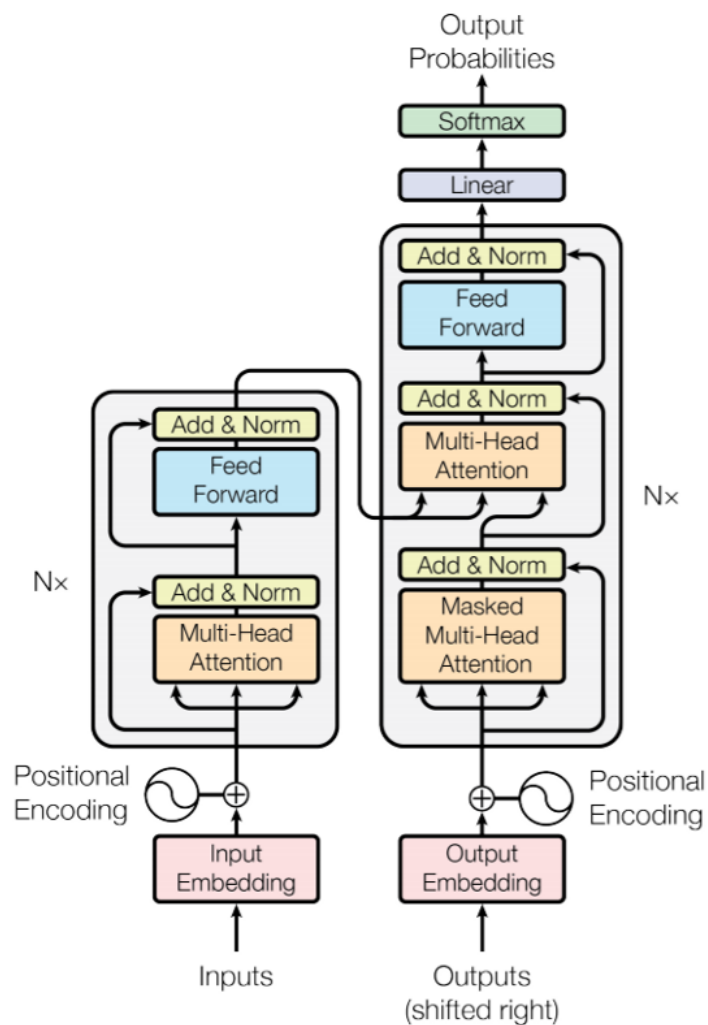 Output
Probabilities
Softmax
Linear
Add & Norm
Feed
Forward
Add & Norm
Multi-Head
Attention
Nx
Add & Norm
Masked
Multi-Head
Attention
Add & Norm
Feed
Forward
Nx
Add & Norm
Multi-Head
Attention
Positional
Encoding
Positional
Encoding
Input
Embedding
Output
Embedding
Inputs
Outputs
(shifted right)